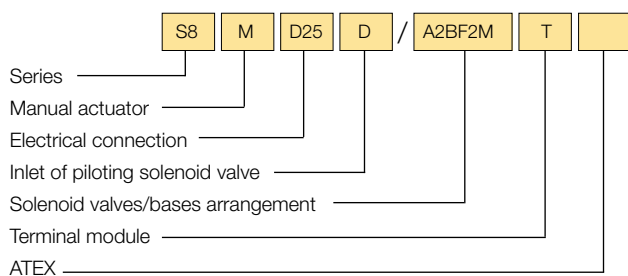 S8 M D25 D / A2BF2M T
Series
Manual actuator
Electrical connection
Inlet of piloting solenoid valve
Solenoid valves/bases arrangement
Terminal module
ATEX